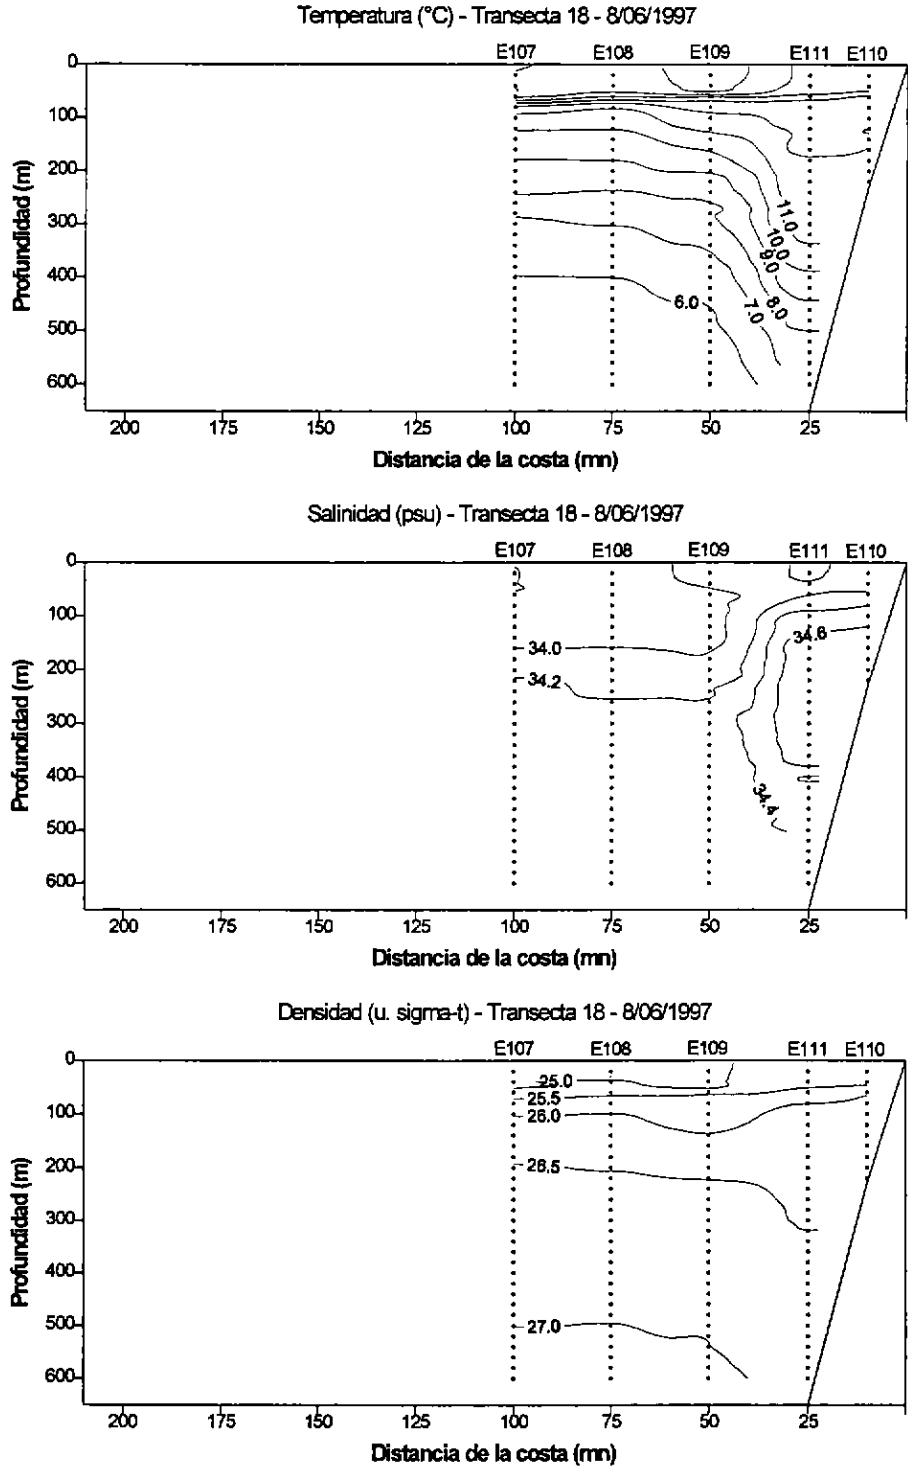 Temperatura (°C) - Transecta 18 - 8/06/1997
E107 E108 E109 E111 E110
0
100
200
300
400
500
600
Profundidad (m)
11.0
10.0
9.0
8.0
7.0
6.0
200 175 150 125 100 75 50 25
Distancia de la costa (mn)
Salinidad (psu) - Transecta 18 - 8/06/1997
E107 E108 E109 E111 E110
0
100
200
300
400
500
600
Profundidad (m)
34.0
34.2
34.6
34.4
200 175 150 125 100 75 50 25
Distancia de la costa (mn)
Densidad (u. sigma-t) - Transecta 18 - 8/06/1997
E107 E108 E109 E111 E110
0
100
200
300
400
500
600
Profundidad (m)
25.0
25.5
26.0
26.5
27.0
200 175 150 125 100 75 50 25
Distancia de la costa (mn)